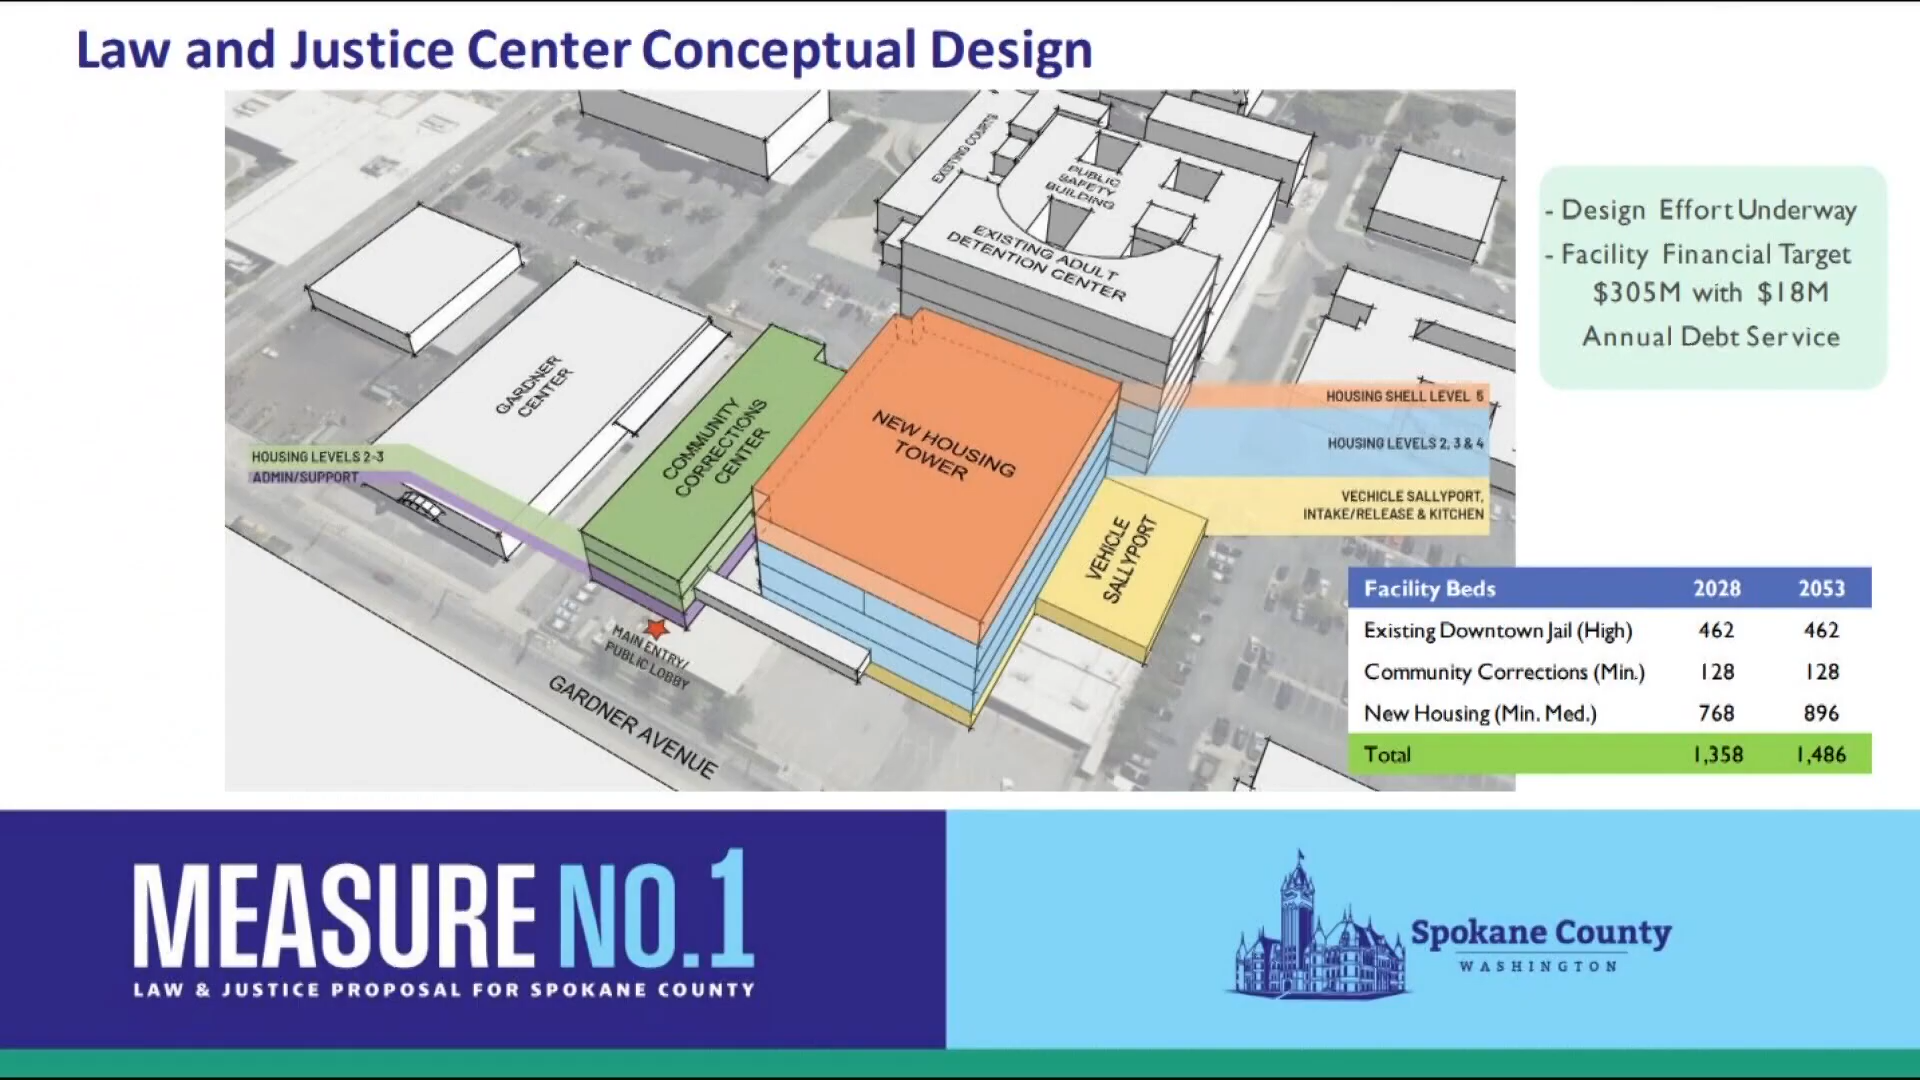 Law and Justice Center Conceptual Design
EXISTING COURTS
PUBLIC
SAFETY
BUILDING
EXISTING ADULT
DETENTION CENTER
GARDNER
CENTER
COMMUNITY
CORRECTIONS
CENTER
NEW HOUSING
TOWER
VEHICLE
SALLYPORT
HOUSING LEVELS 2-3
ADMIN/SUPPORT
HOUSING SHELL LEVEL 5
HOUSING LEVELS 2, 3 & 4
VECHICLE SALLYPORT,
INTAKE/RELEASE & KITCHEN
MAIN ENTRY/
PUBLIC LOBBY
GARDNER AVENUE
- Design Effort Underway
- Facility Financial Target
$305M with $18M
Annual Debt Service
Facility Beds 2028 2053
Existing Downtown Jail (High) 462 462
Community Corrections (Min.) 128 128
New Housing (Min. Med.) 768 896
Total 1,358 1,486
MEASURE NO.1
LAW & JUSTICE PROPOSAL FOR SPOKANE COUNTY
Spokane County
WASHINGTON